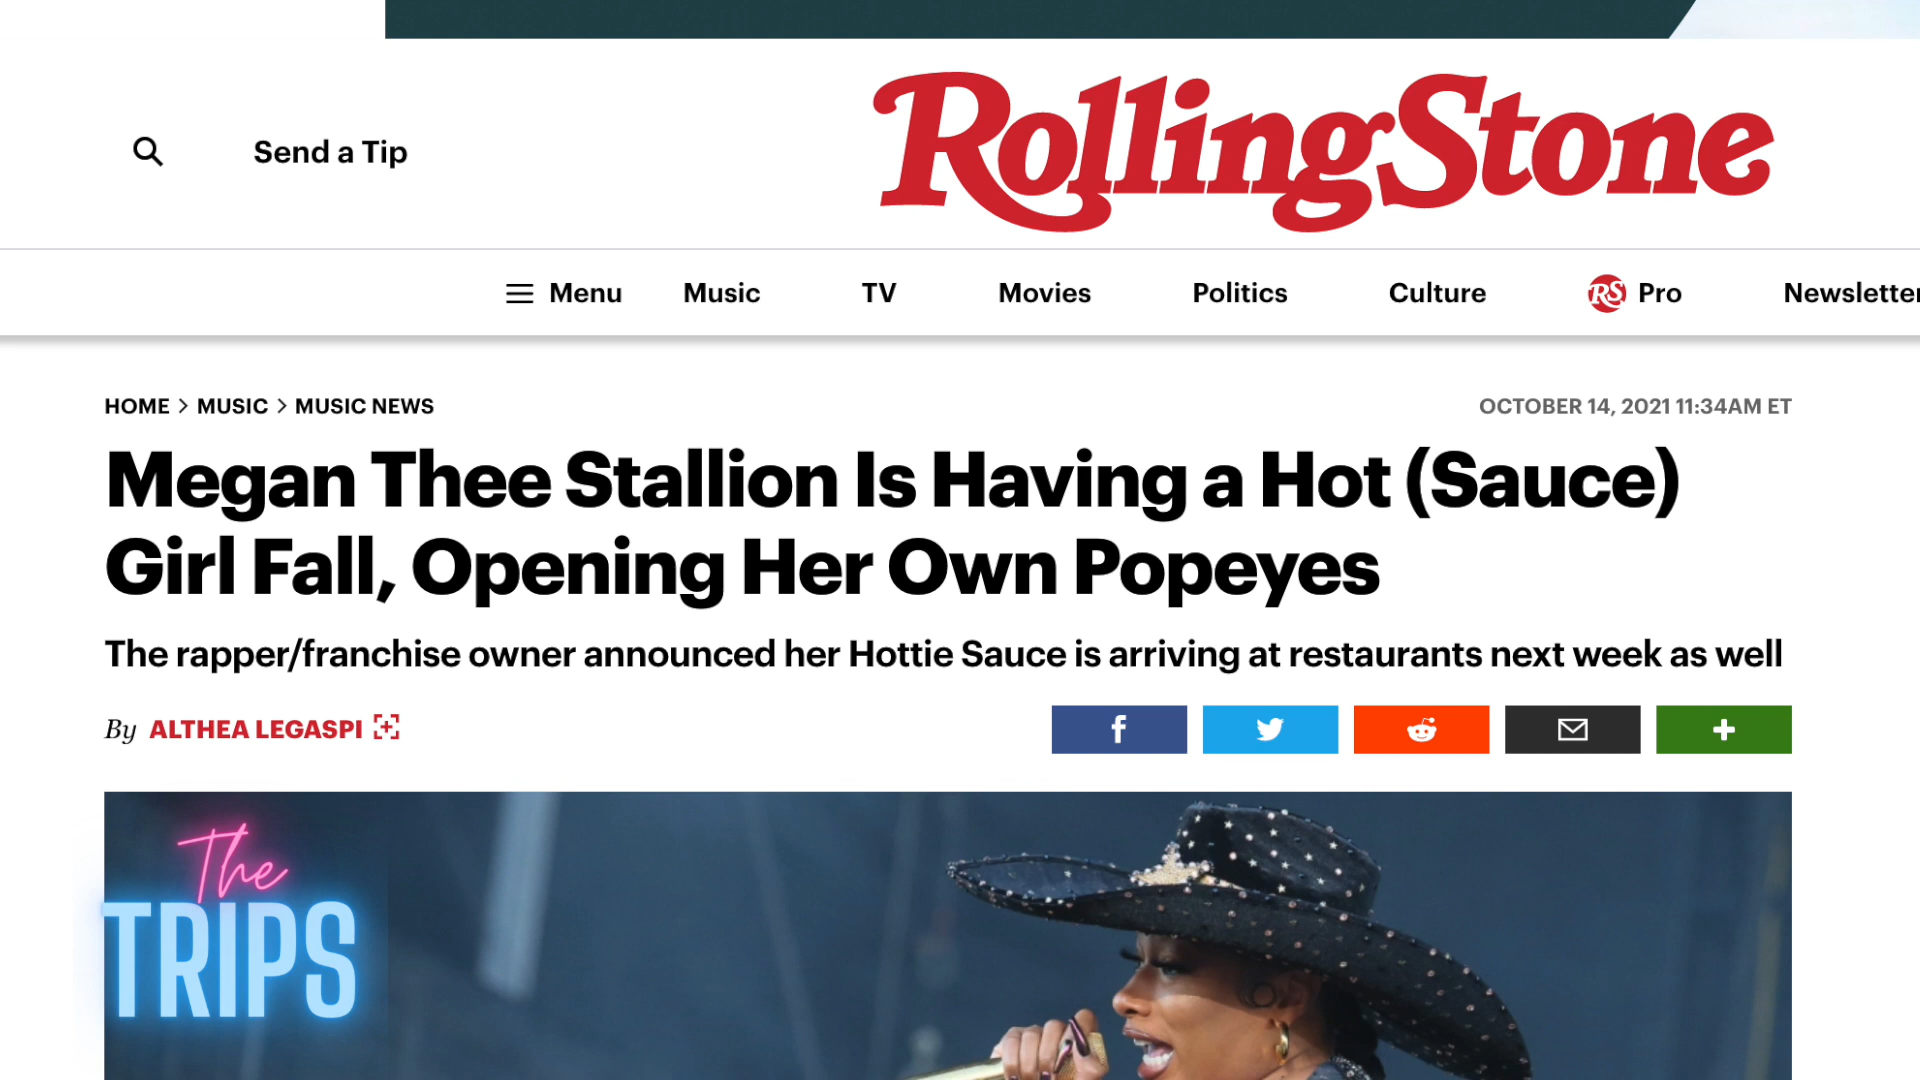 Send a Tip
RollingStone
Menu Music TV Movies Politics Culture RS Pro Newsletter
HOME > MUSIC > MUSIC NEWS
OCTOBER 14, 2021 11:34AM ET
Megan Thee Stallion Is Having a Hot (Sauce)
Girl Fall, Opening Her Own Popeyes
The rapper/franchise owner announced her Hottie Sauce is arriving at restaurants next week as well
By ALTHEA LEGASPI
The
TRIPS